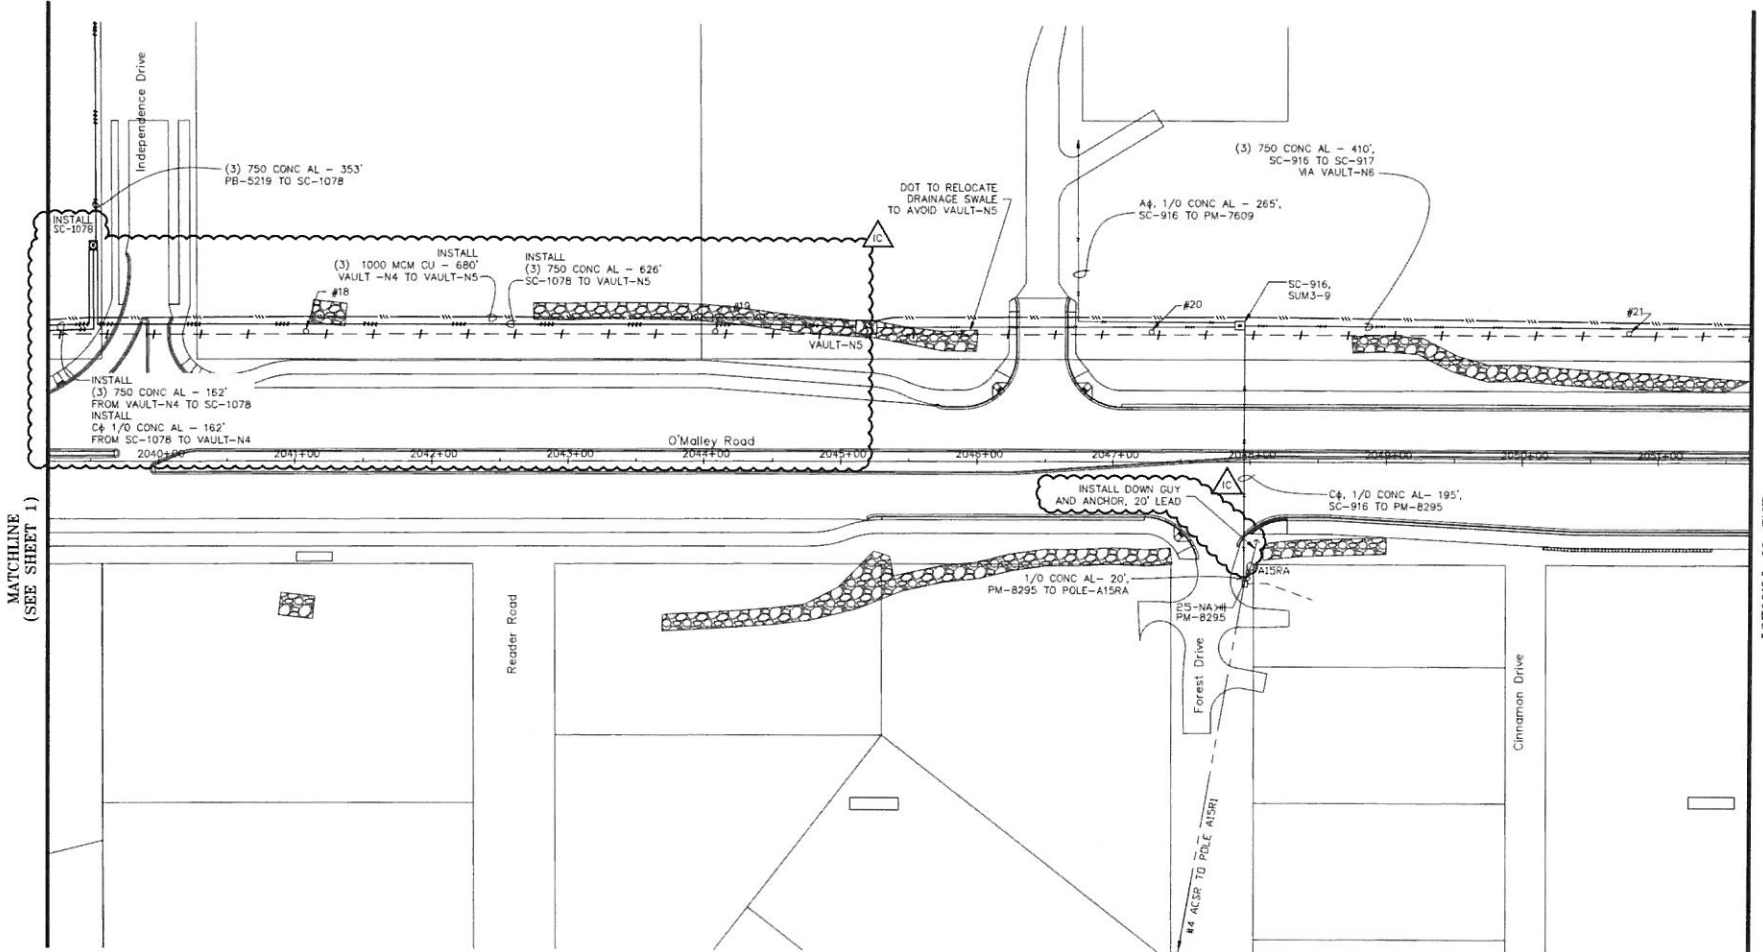 Independence Drive
(3) 750 CONC AL - 353'
PB-5219 TO SC-1078
INSTALL
SC-1078
INSTALL
(3) 1000 MCM CU - 680'
VAULT -N4 TO VAULT-N5
INSTALL
(3) 750 CONC AL - 626'
SC-1078 TO VAULT-N5
#18
#19
VAULT-N5
1C
DOT TO RELOCATE
DRAINAGE SWALE
TO AVOID VAULT-N5
Aϕ, 1/0 CONC AL - 265',
SC-916 TO PM-7609
(3) 750 CONC AL - 410',
SC-916 TO SC-917
VIA VAULT-N6
SC-916,
SUM3-9
#20
#21
INSTALL
(3) 750 CONC AL - 162'
FROM VAULT-N4 TO SC-1078
INSTALL
Cϕ 1/0 CONC AL - 162'
FROM SC-1078 TO VAULT-N4
O'Malley Road
2040+00
2041+00
2042+00
2043+00
2044+00
2045+00
2046+00
2047+00
2048+00
2049+00
2050+00
2051+00
INSTALL DOWN GUY
AND ANCHOR, 20' LEAD
1C
Cϕ, 1/0 CONC AL- 195',
SC-916 TO PM-8295
A15RA
1/0 CONC AL- 20',
PM-8295 TO POLE-A15RA
25-NA
PM-8295
MATCHLINE
(SEE SHEET 1)
Reader Road
Forest Drive
Cinnamon Drive
#4 ACSR TO POLE A15R1